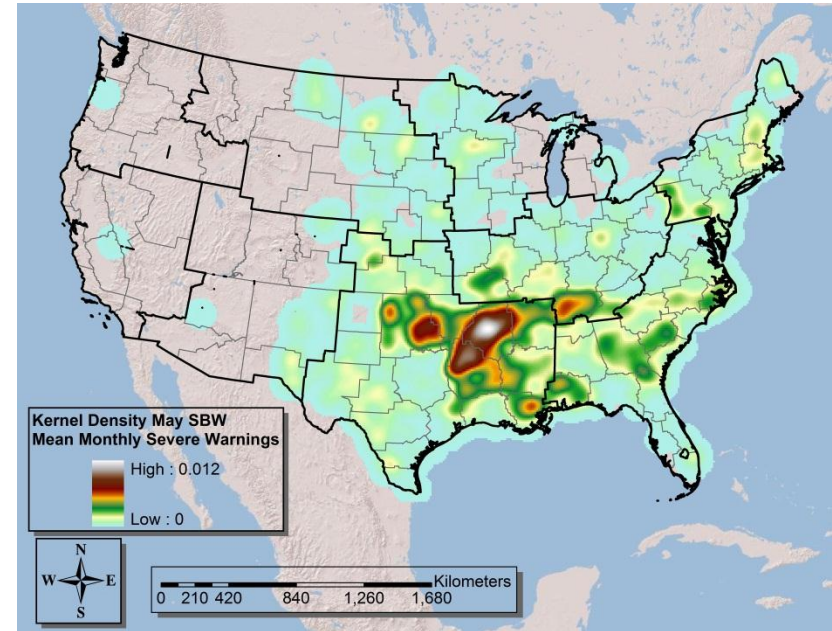 Kernel Density May SBW
Mean Monthly Severe Warnings
High : 0.012
Low : 0
N
W E
S
Kilometers
0 210 420 840 1,260 1,680